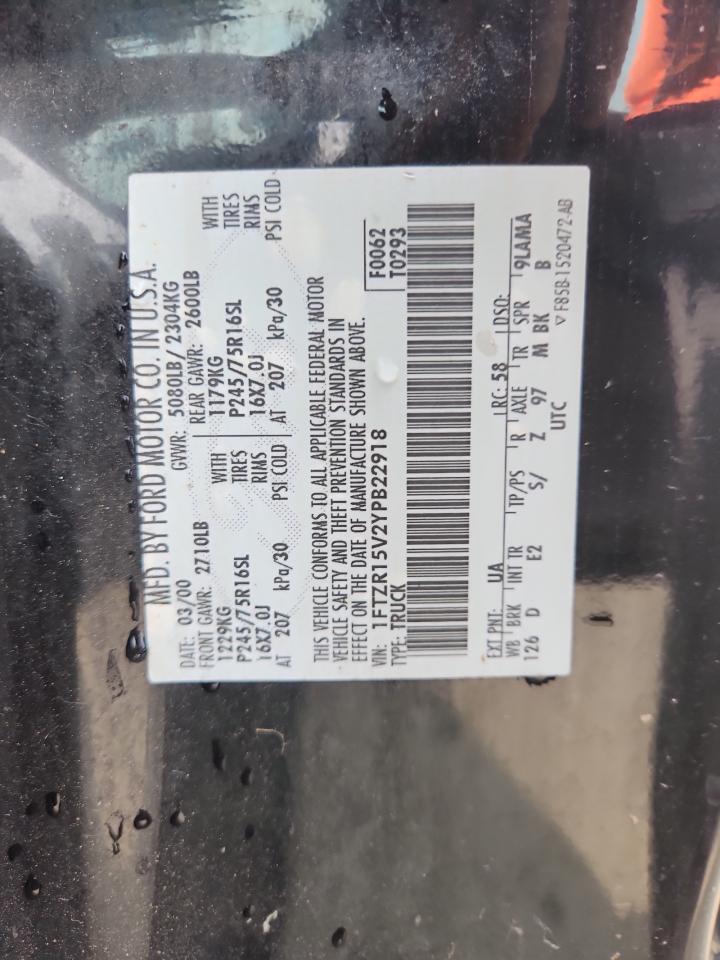 MFD. BY FORD MOTOR CO. IN U.S.A.
DATE: 03/00 GVWR: 5080LB/ 2304KG
FRONT GAWR: 2710LB REAR GAWR: 2600LB
1229KG WITH 1179KG WITH
P245/75R16SL TIRES P245/75R16SL TIRES
16X7.0J RIMS 16X7.0J RIMS
AT 207 kPa/30 PSI COLD AT 207 kPa/30 PSI COLD
THIS VEHICLE CONFORMS TO ALL APPLICABLE FEDERAL MOTOR
VEHICLE SAFETY AND THEFT PREVENTION STANDARDS IN
EFFECT ON THE DATE OF MANUFACTURE SHOWN ABOVE.
VIN: 1FTZR15V2YPB22918
TYPE: TRUCK
F0062
T0293
EXT PNT: UA RC: 58 DSO:
WB BRK INT TR TP/PS R AXLE TR SPR 9LAMA
126 D E2 S/ Z 97 M BK B
UTC
▽ F85B-1520472-AB